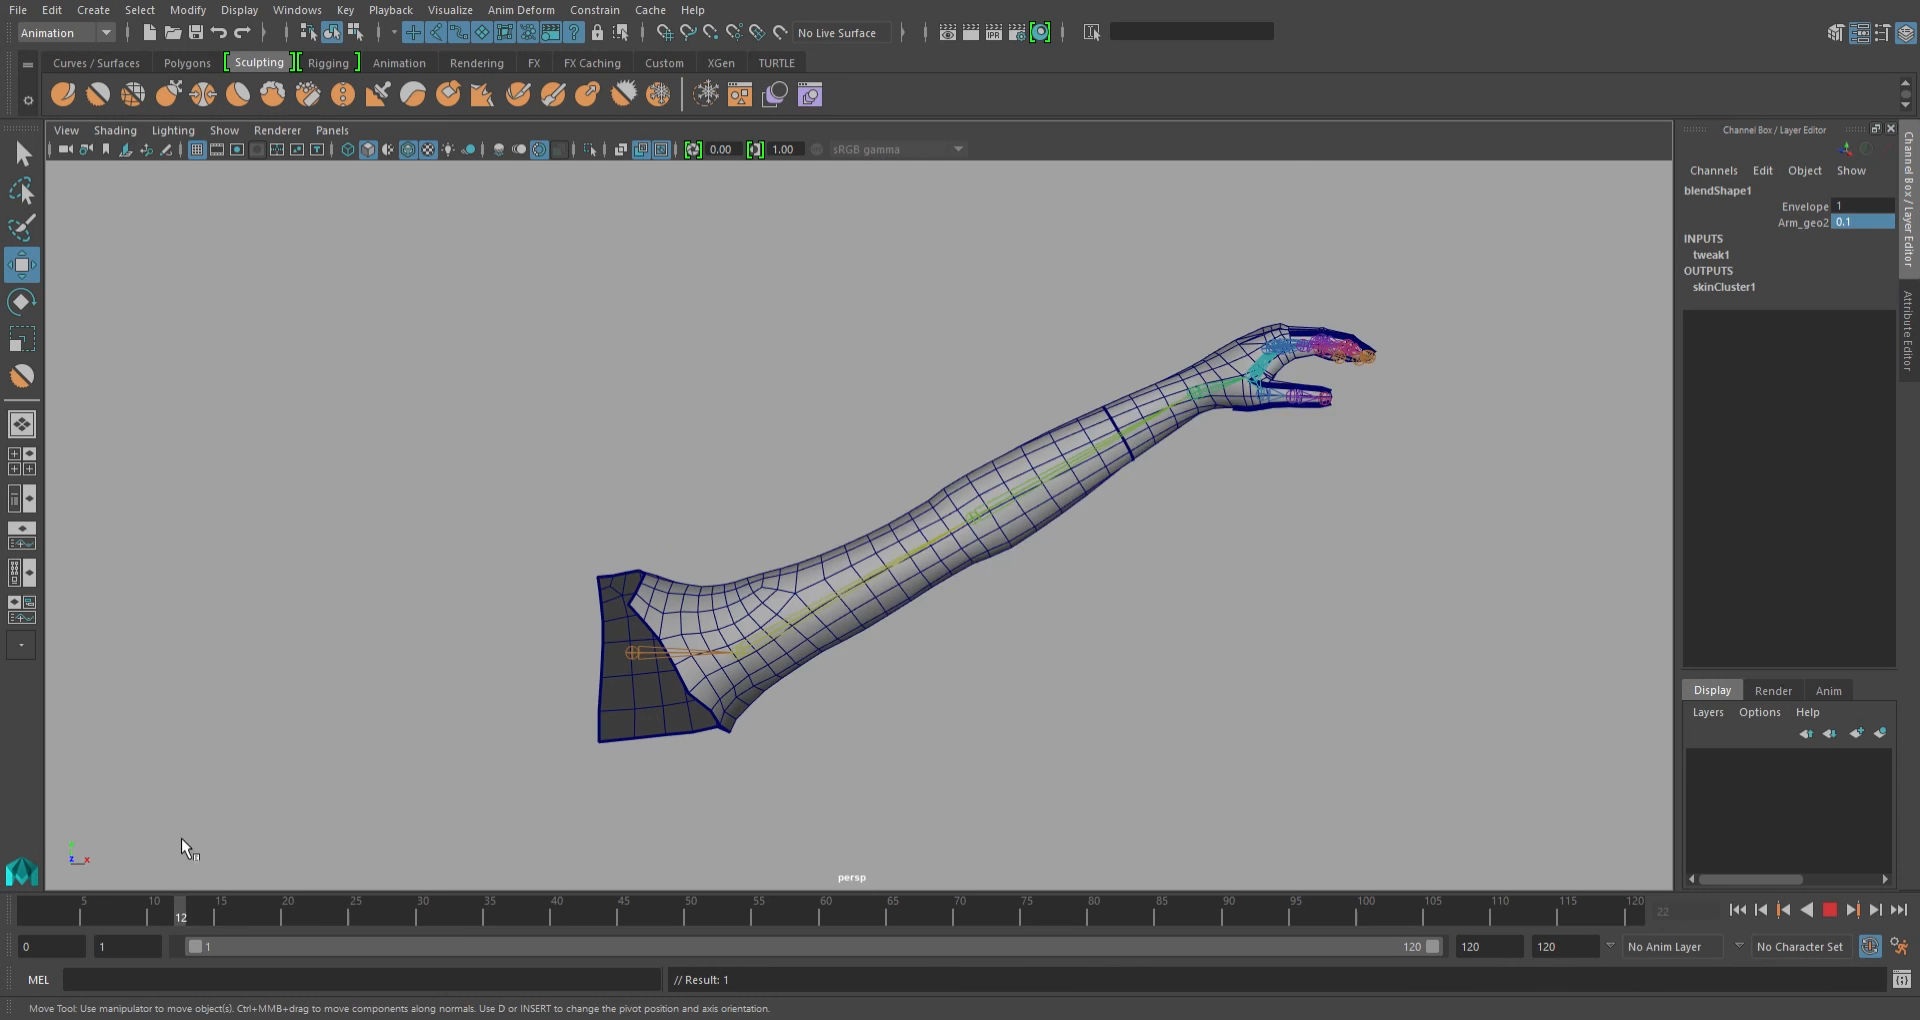 File Edit Create Select Modify Display Windows Key Playback Visualize Anim Deform Constrain Cache Help
Animation No Live Surface
Curves / Surfaces Polygons Sculpting Rigging Animation Rendering FX FX Caching Custom XGen TURTLE
View Shading Lighting Show Renderer Panels
0.00 1.00 sRGB gamma
Channel Box / Layer Editor
Channels Edit Object Show
blendShape1
Envelope 1
Arm_geo2 0.1
INPUTS
tweak1
OUTPUTS
skinCluster1
Channel Box / Layer Editor
Attribute Editor
Display Render Anim
Layers Options Help
persp
5 10 12 15 20 25 30 35 40 45 50 55 60 65 70 75 80 85 90 95 100 105 110 115 120 22
0 1 1 120 120 120 No Anim Layer No Character Set
MEL // Result: 1
Move Tool: Use manipulator to move object(s). Ctrl+MMB+drag to move components along normals. Use D or INSERT to change the pivot position and axis orientation.